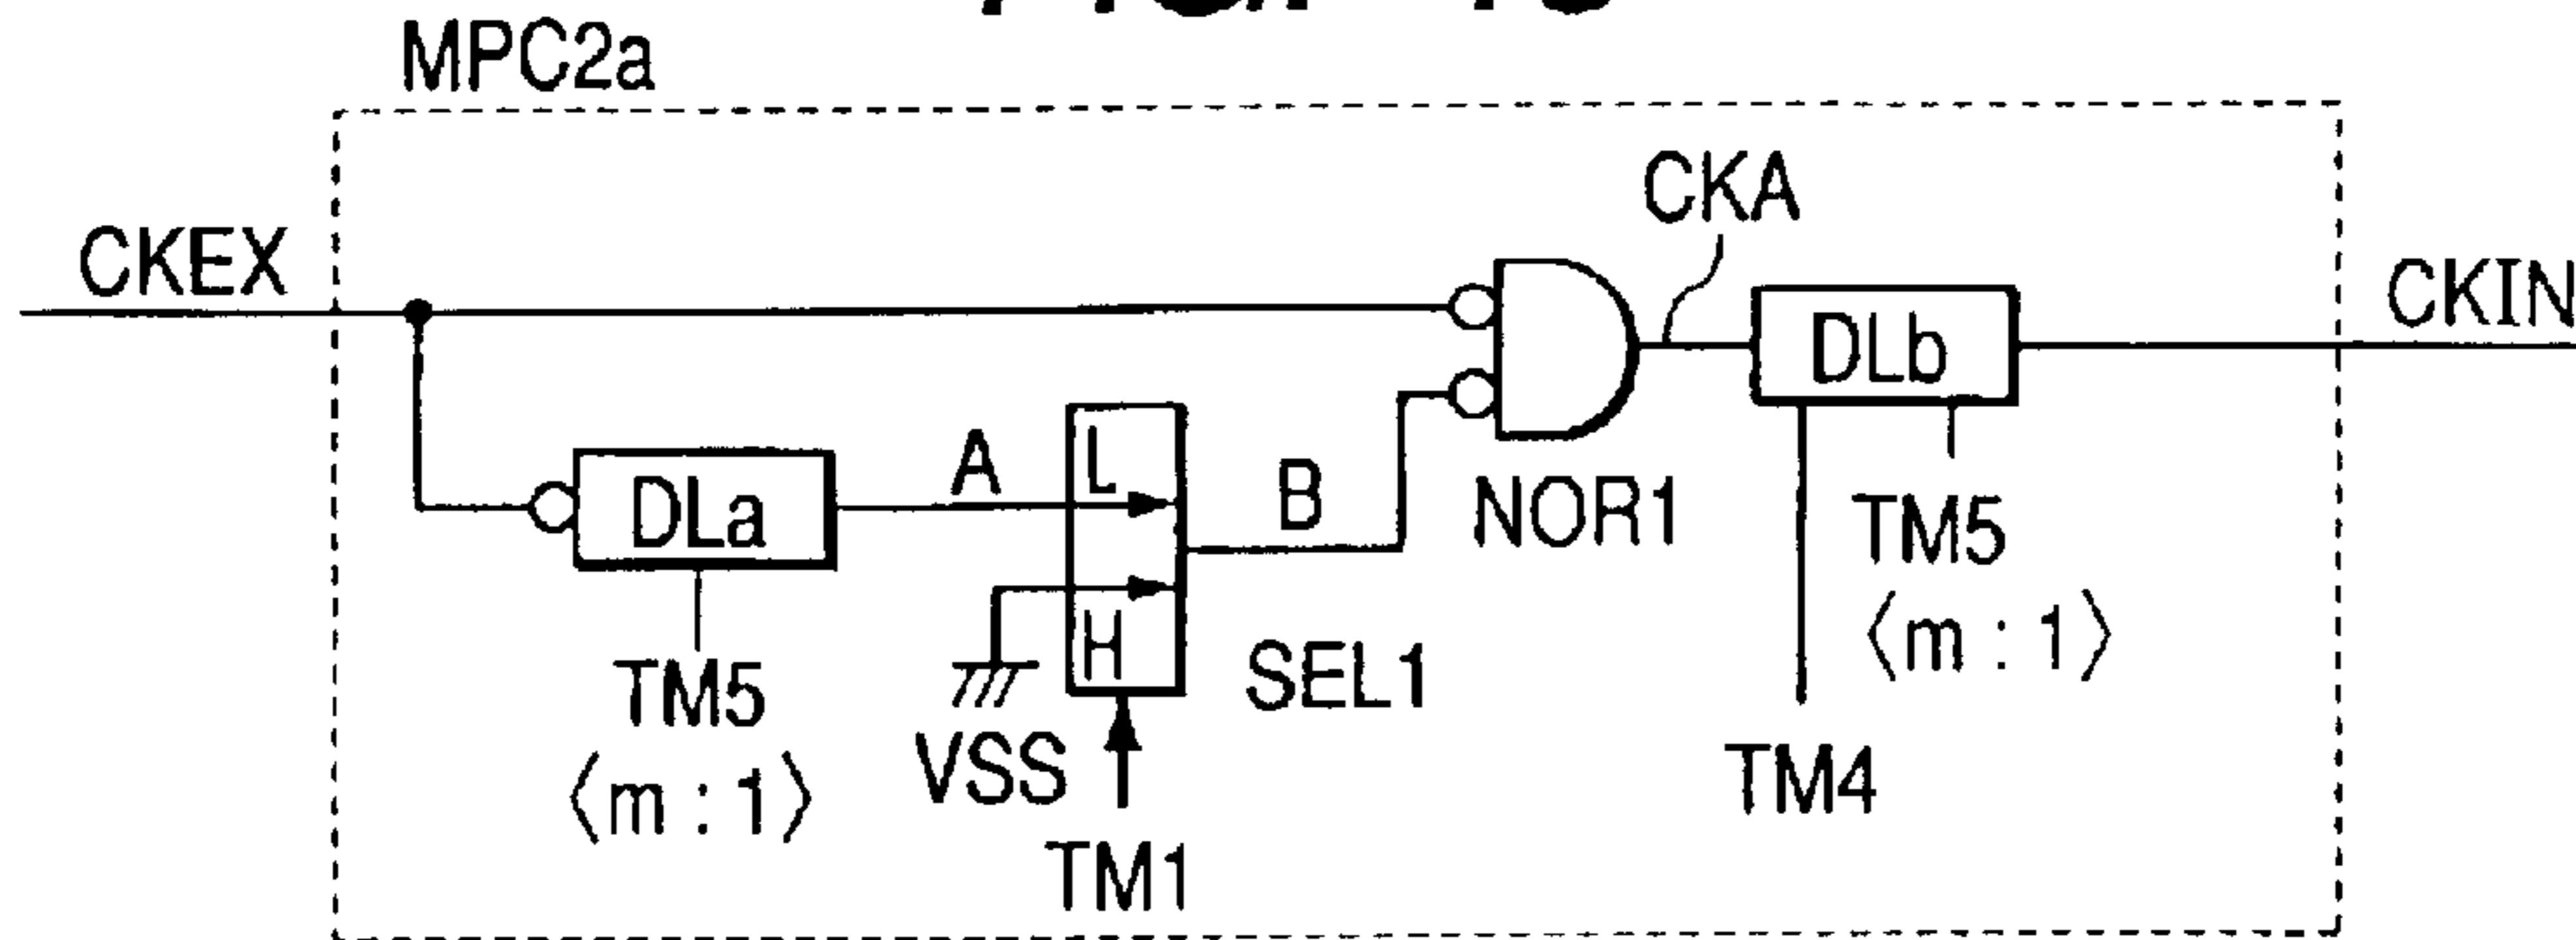 MPC2a
CKEX
CKA
CKIN
DLb
DLa
A
L
B
NOR1
TM5
⟨m : 1⟩
H
SEL1
TM5
⟨m : 1⟩
VSS
TM4
TM1